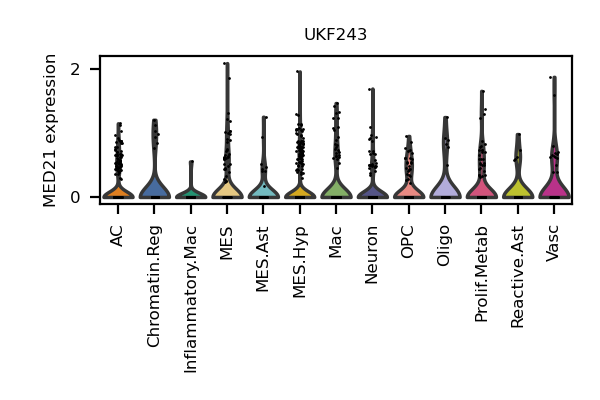 UKF243
MED21 expression
2
0
AC
Chromatin.Reg
Inflammatory.Mac
MES
MES.Ast
MES.Hyp
Mac
Neuron
OPC
Oligo
Prolif.Metab
Reactive.Ast
Vasc